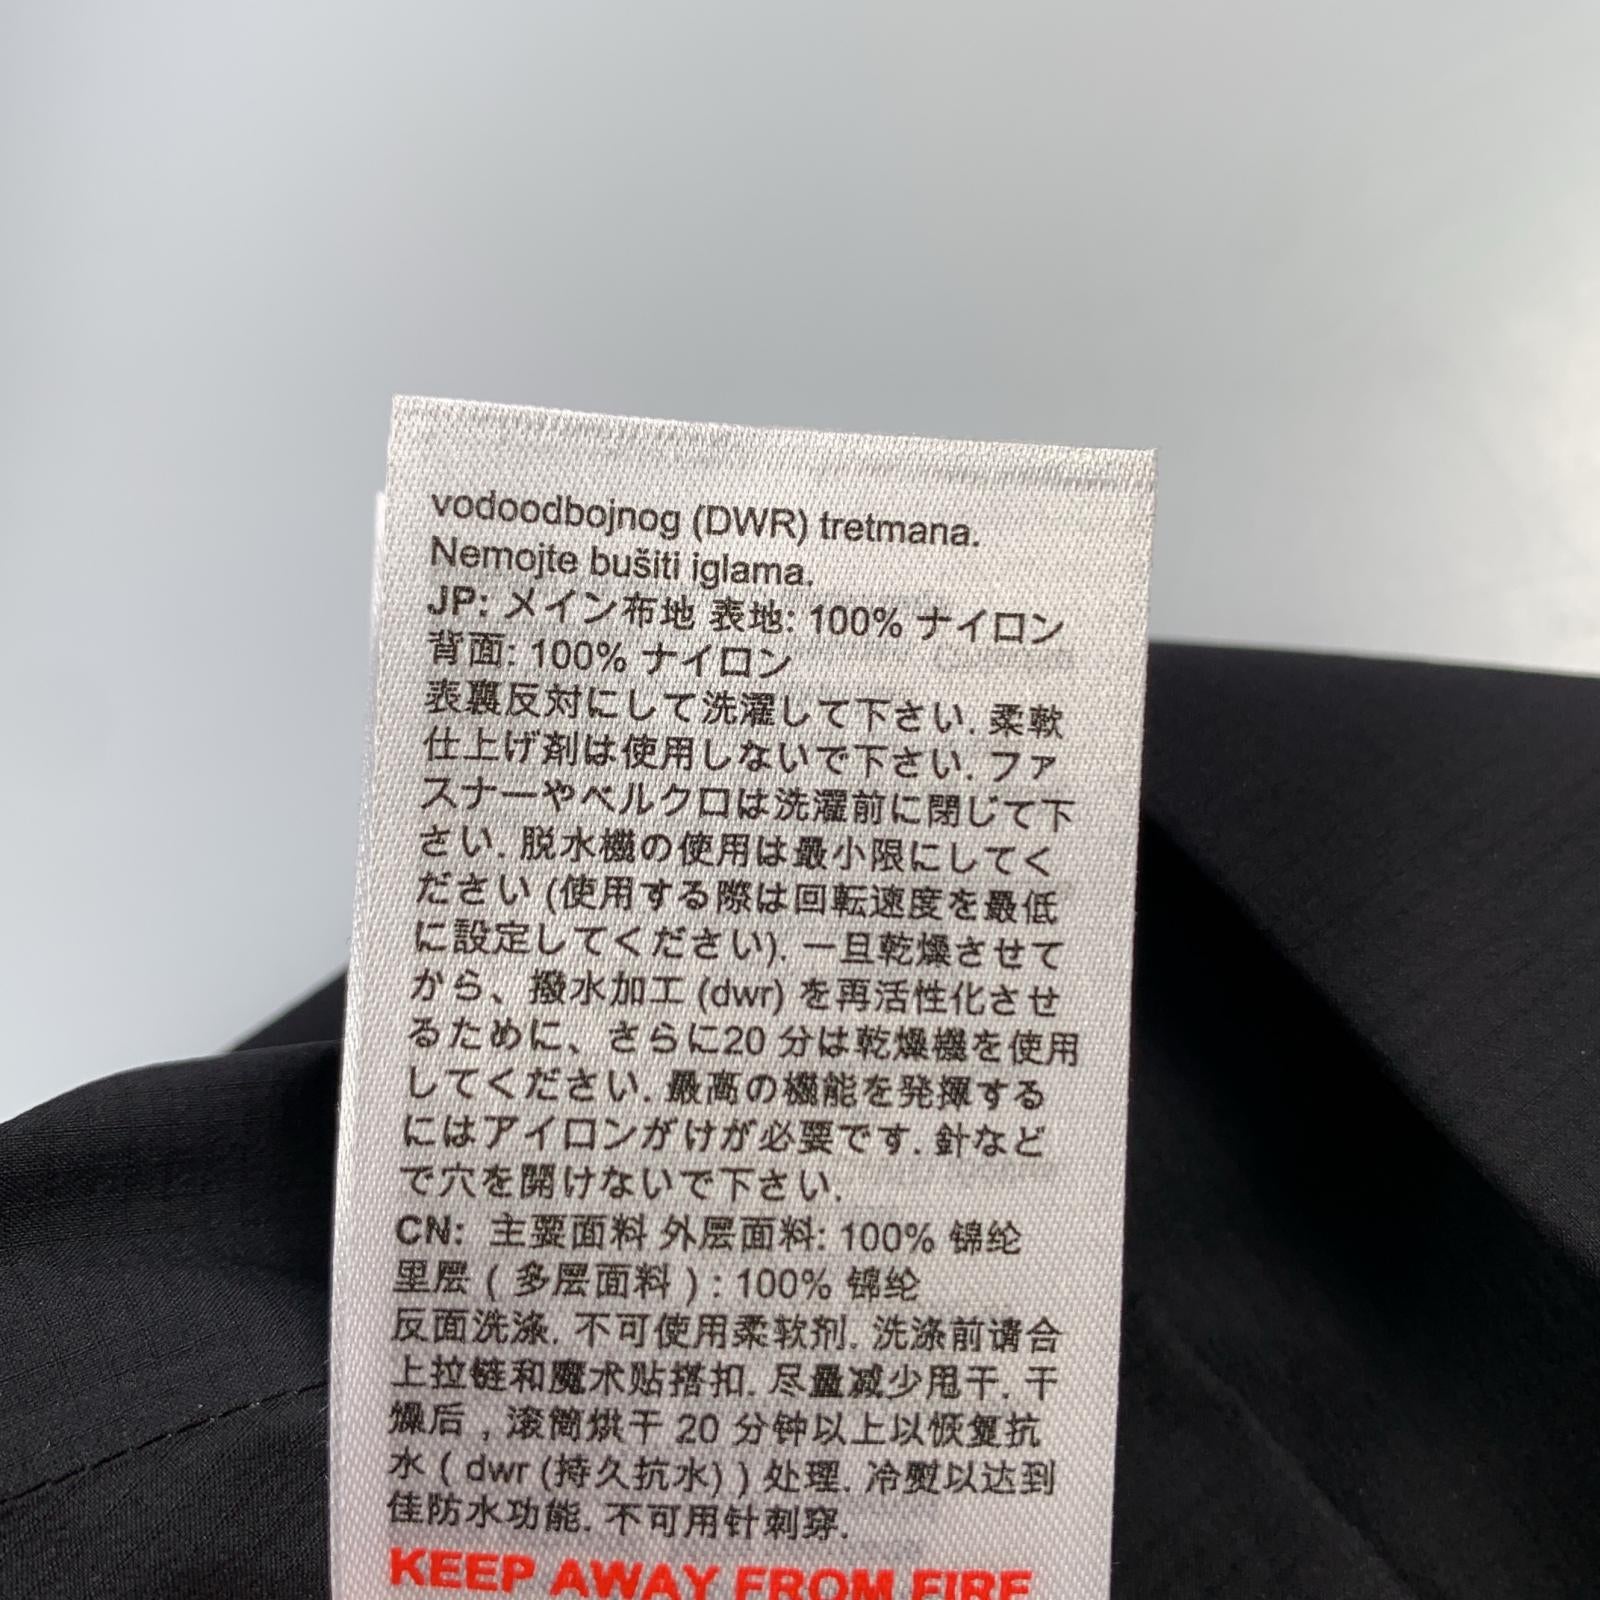 vodoodbojnog (DWR) tretmana.
Nemojte bušiti iglama.
JP: メイン布地 表地: 100% ナイロン
背面: 100% ナイロン
表裏反対にして洗濯して下さい. 柔軟
仕上げ剤は使用しないで下さい. ファ
スナーやベルクロは洗濯前に閉じて下
さい. 脱水機の使用は最小限にしてく
ださい (使用する際は回転速度を最低
に設定してください). 一旦乾燥させて
から、撥水加工 (dwr) を再活性化させ
るために、さらに20 分は乾燥機を使用
してください. 最高の機能を発揮する
にはアイロンがけが必要です. 針など
で穴を開けないで下さい.
CN: 主要面料 外层面料: 100% 锦纶
里层 ( 多层面料 ) : 100% 锦纶
反面洗涤. 不可使用柔软剂. 洗涤前请合
上拉链和魔术贴搭扣. 尽量减少甩干. 干
燥后 , 滚筒烘干 20 分钟以上以恢复抗
水 ( dwr (持久抗水) ) 处理. 冷熨以达到
佳防水功能. 不可用针刺穿.
KEEP AWAY FROM FIRE